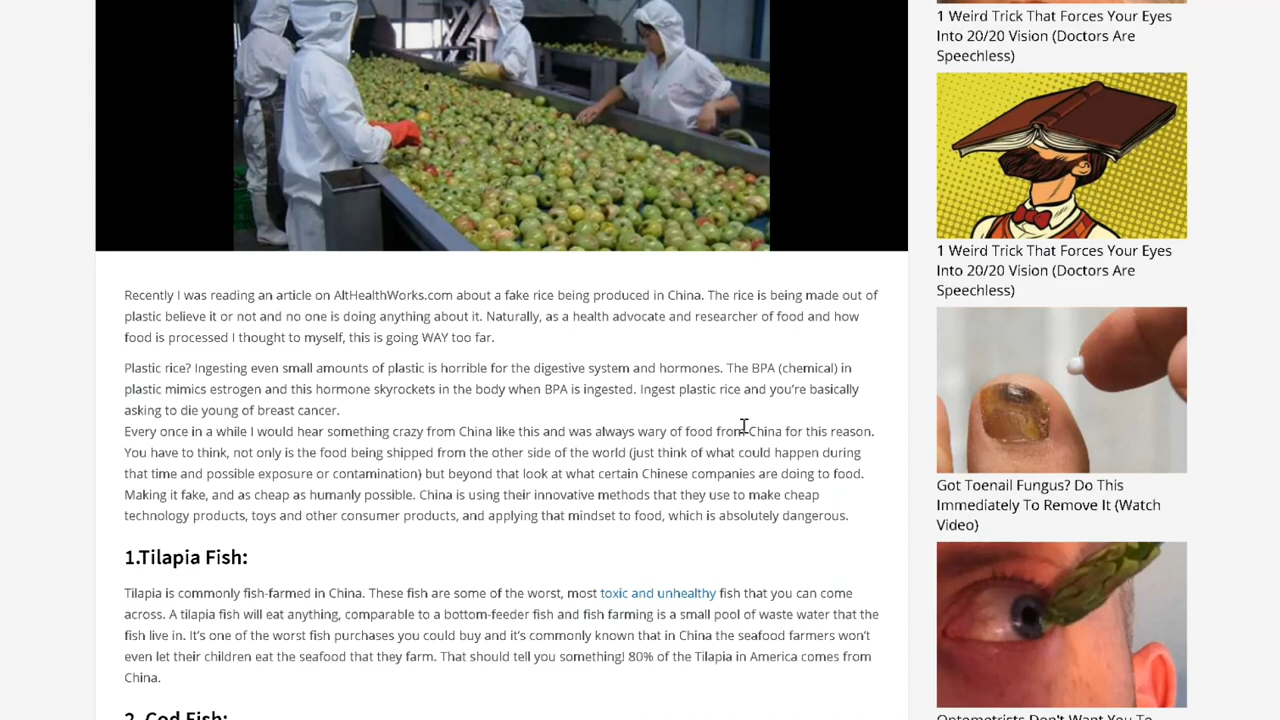 Recently I was reading an article on AltHealthWorks.com about a fake rice being produced in China. The rice is being made out of
plastic believe it or not and no one is doing anything about it. Naturally, as a health advocate and researcher of food and how
food is processed I thought to myself, this is going WAY too far.
Plastic rice? Ingesting even small amounts of plastic is horrible for the digestive system and hormones. The BPA (chemical) in
plastic mimics estrogen and this hormone skyrockets in the body when BPA is ingested. Ingest plastic rice and you're basically
asking to die young of breast cancer.
Every once in a while I would hear something crazy from China like this and was always wary of food from China for this reason.
You have to think, not only is the food being shipped from the other side of the world (just think of what could happen during
that time and possible exposure or contamination) but beyond that look at what certain Chinese companies are doing to food.
Making it fake, and as cheap as humanly possible. China is using their innovative methods that they use to make cheap
technology products, toys and other consumer products, and applying that mindset to food, which is absolutely dangerous.
1.Tilapia Fish:
Tilapia is commonly fish-farmed in China. These fish are some of the worst, most toxic and unhealthy fish that you can come
across. A tilapia fish will eat anything, comparable to a bottom-feeder fish and fish farming is a small pool of waste water that the
fish live in. It's one of the worst fish purchases you could buy and it's commonly known that in China the seafood farmers won't
even let their children eat the seafood that they farm. That should tell you something! 80% of the Tilapia in America comes from
China.
2. Cod Fish:
1 Weird Trick That Forces Your Eyes
Into 20/20 Vision (Doctors Are
Speechless)
1 Weird Trick That Forces Your Eyes
Into 20/20 Vision (Doctors Are
Speechless)
Got Toenail Fungus? Do This
Immediately To Remove It (Watch
Video)
Optometrists Don't Want You To